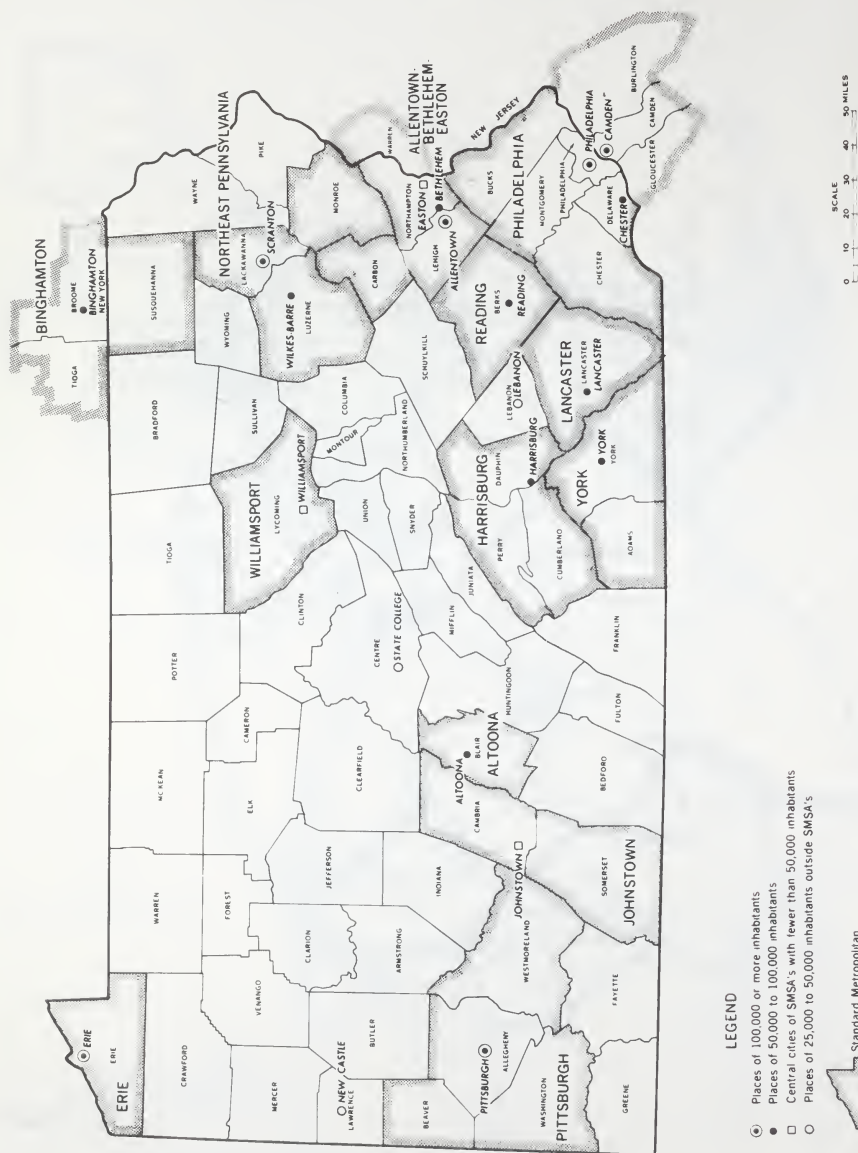 BINGHAMTON
TIOGA
BROOME
BINGHAMTON
NEW YORK
ERIE
ERIE
ERIE
CRAWFORD
WARREN
MC KEAN
POTTER
TIOGA
BRADFORD
SUSQUEHANNA
WAYNE
NORTHEAST PENNSYLVANIA
PIKE
WYOMING
LACKAWANNA
SCRANTON
VENANGO
FOREST
ELK
CAMERON
CLINTON
WILLIAMSPORT
LYCOMING
WILLIAMSPORT
SULLIVAN
WILKES-BARRE
LUZERNE
MONROE
MERCER
CLARION
JEFFERSON
CLEARFIELD
CENTRE
STATE COLLEGE
UNION
MONTOUR
COLUMBIA
NORTHUMBERLAND
SNYDER
CARBON
WARREN
ALLENTOWN-
BETHLEHEM-
EASTON
NORTHAMPTON
EASTON
BETHLEHEM
LEHIGH
ALLENTOWN
NEW JERSEY
NEW CASTLE
LAWRENCE
BUTLER
ARMSTRONG
INDIANA
BEAVER
PITTSBURGH
ALLEGHENY
WASHINGTON
PITTSBURGH
WESTMORELAND
JOHNSTOWN
CAMBRIA
ALTOONA
BLAIR
ALTOONA
HUNTINGDON
MIFFLIN
JUNIATA
HARRISBURG
PERRY
DAUPHIN
HARRISBURG
CUMBERLAND
SCHUYLKILL
LEBANON
LEBANON
READING
BERKS
READING
BUCKS
PHILADELPHIA
MONTGOMERY
PHILADELPHIA
PHILADELPHIA
CAMDEN
BURLINGTON
CAMDEN
GLOUCESTER
DELAWARE
CHESTER
CHESTER
GREENE
FAYETTE
SOMERSET
JOHNSTOWN
BEDFORD
FULTON
FRANKLIN
ADAMS
YORK
YORK
YORK
LANCASTER
LANCASTER
LANCASTER
LEGEND
Places of 100,000 or more inhabitants
Places of 50,000 to 100,000 inhabitants
Central cities of SMSA's with fewer than 50,000 inhabitants
Places of 25,000 to 50,000 inhabitants outside SMSA's
Standard Metropolitan
SCALE
0 10 20 30 40 50 MILES